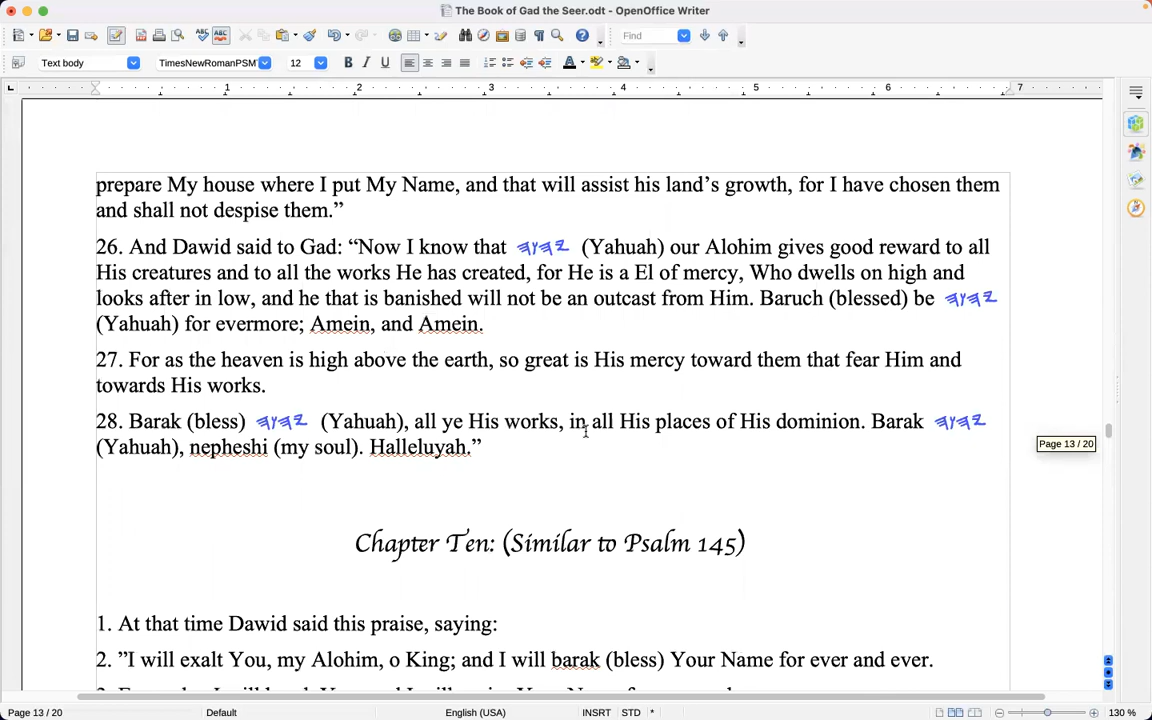 The Book of Gad the Seer.odt - OpenOffice Writer
Find
Text body TimesNewRomanPSMT 12
1 2 3 4 5 6 7
prepare My house where I put My Name, and that will assist his land’s growth, for I have chosen them
and shall not despise them.”
26. And Dawid said to Gad: “Now I know that 𐤉𐤄𐤅𐤄 (Yahuah) our Alohim gives good reward to all
His creatures and to all the works He has created, for He is a El of mercy, Who dwells on high and
looks after in low, and he that is banished will not be an outcast from Him. Baruch (blessed) be 𐤉𐤄𐤅𐤄
(Yahuah) for evermore; Amein, and Amein.
27. For as the heaven is high above the earth, so great is His mercy toward them that fear Him and
towards His works.
28. Barak (bless) 𐤉𐤄𐤅𐤄 (Yahuah), all ye His works, in all His places of His dominion. Barak 𐤉𐤄𐤅𐤄
(Yahuah), nepheshi (my soul). Halleluyah.”
Page 13 / 20
Chapter Ten: (Similar to Psalm 145)
1. At that time Dawid said this praise, saying:
2. ”I will exalt You, my Alohim, o King; and I will barak (bless) Your Name for ever and ever.
Page 13 / 20 Default English (USA) INSRT STD * 130 %